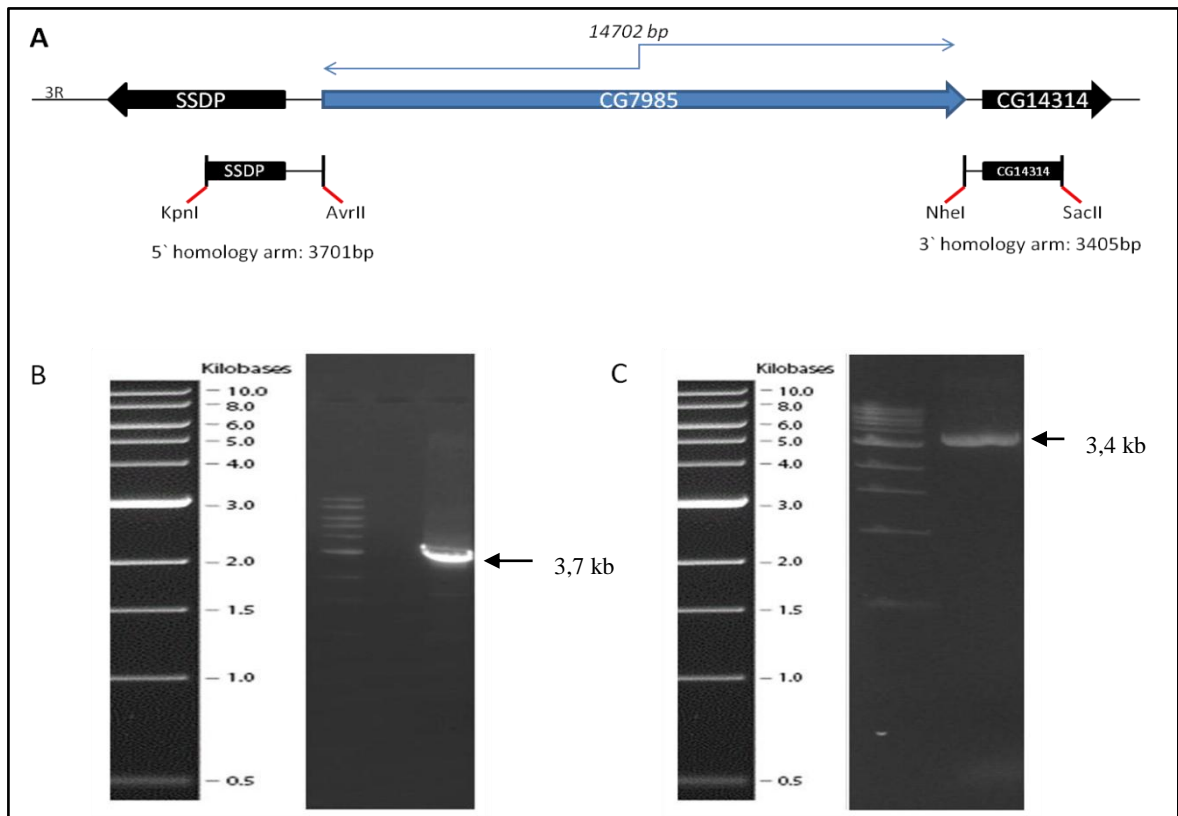 A
14702 bp
3R
SSDP
CG7985
CG14314
SSDP
CG14314
KpnI
AvrII
NheI
SacII
5` homology arm: 3701bp
3` homology arm: 3405bp
B
Kilobases
10.0
8.0
6.0
5.0
4.0
3.0
2.0
1.5
1.0
0.5
3,7 kb
C
Kilobases
10.0
8.0
6.0
5.0
4.0
3.0
2.0
1.5
1.0
0.5
3,4 kb